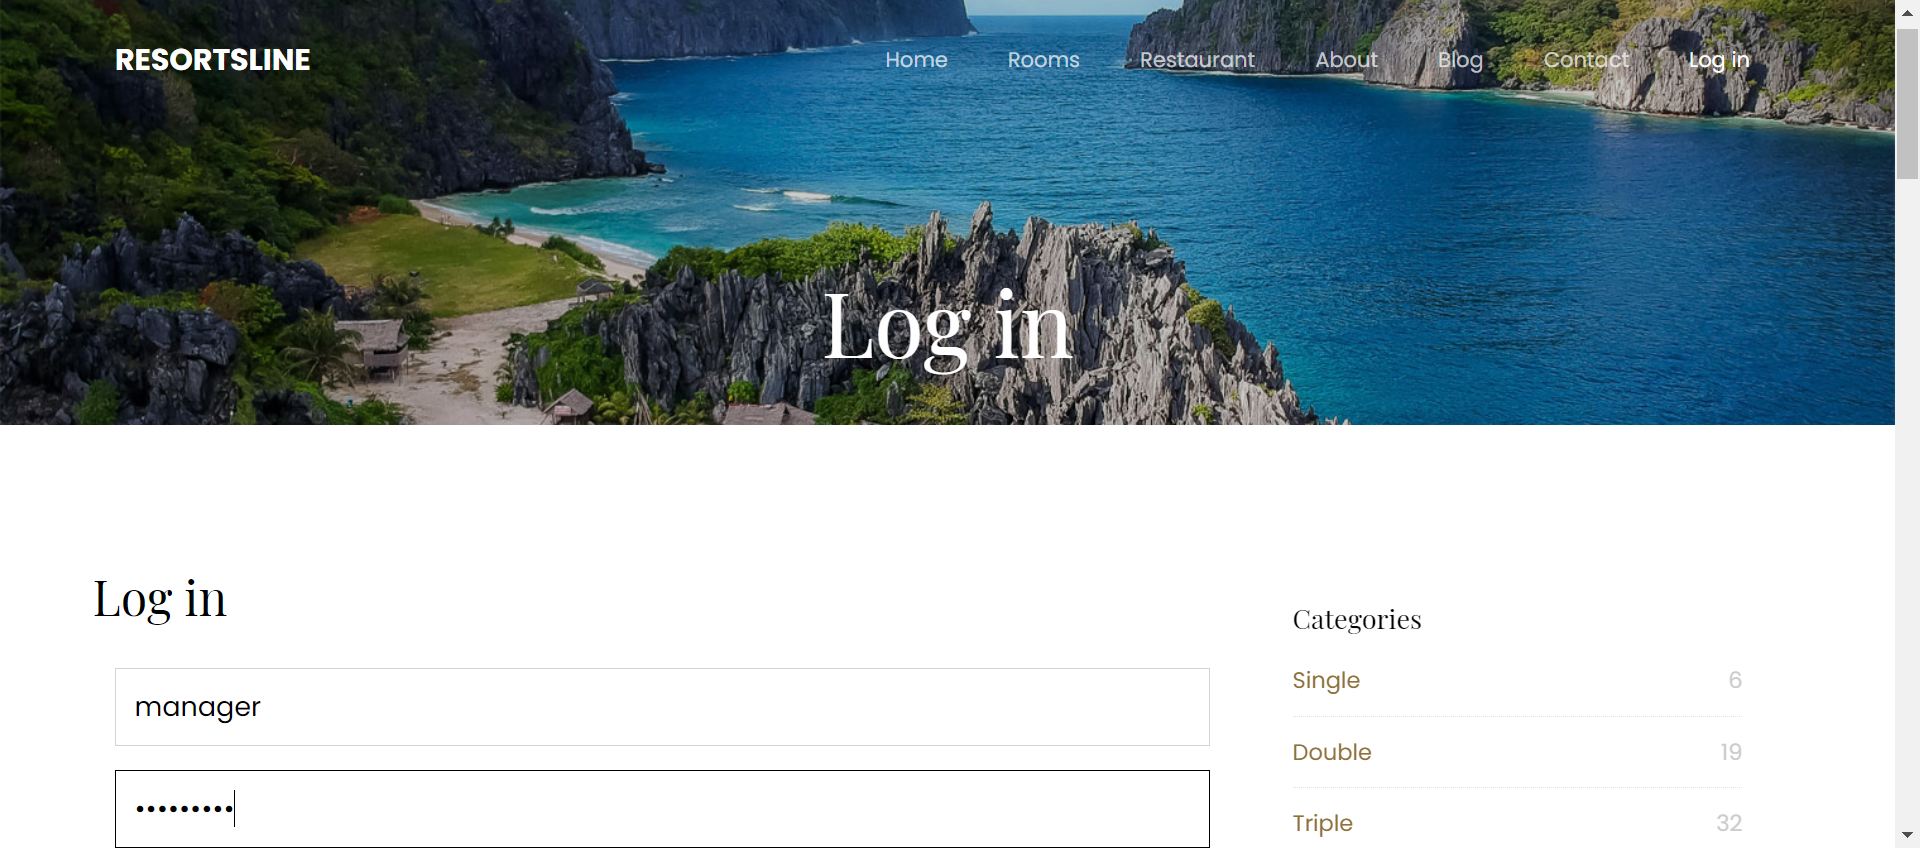 RESORTSLINE
Home Rooms Restaurant About Blog Contact Log in
Log in
Log in
manager
•••••••••
Categories
Single 6
Double 19
Triple 32